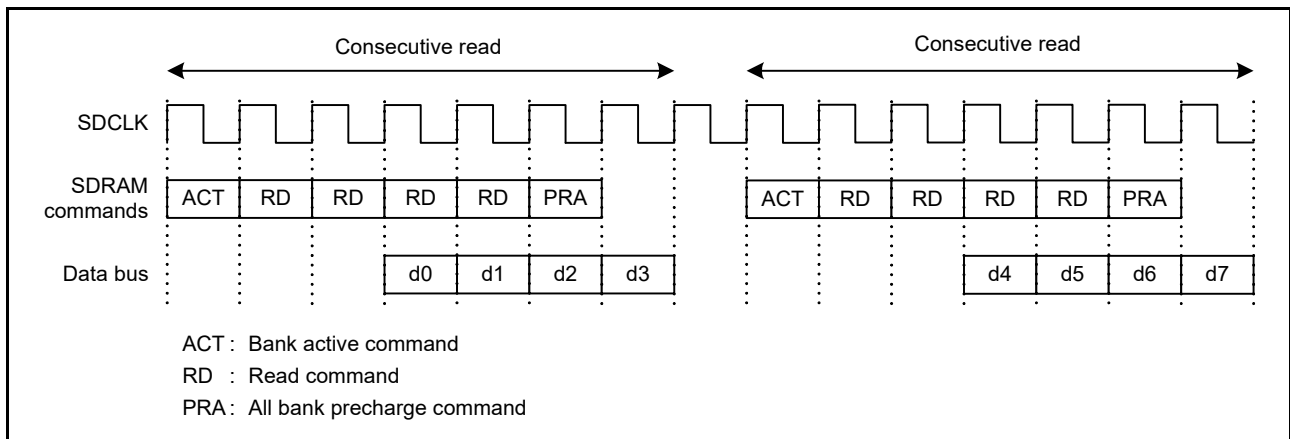 Consecutive read Consecutive read
SDCLK
SDRAM
commands
ACT RD RD RD RD PRA ACT RD RD RD RD PRA
Data bus d0 d1 d2 d3 d4 d5 d6 d7
ACT : Bank active command
RD : Read command
PRA : All bank precharge command